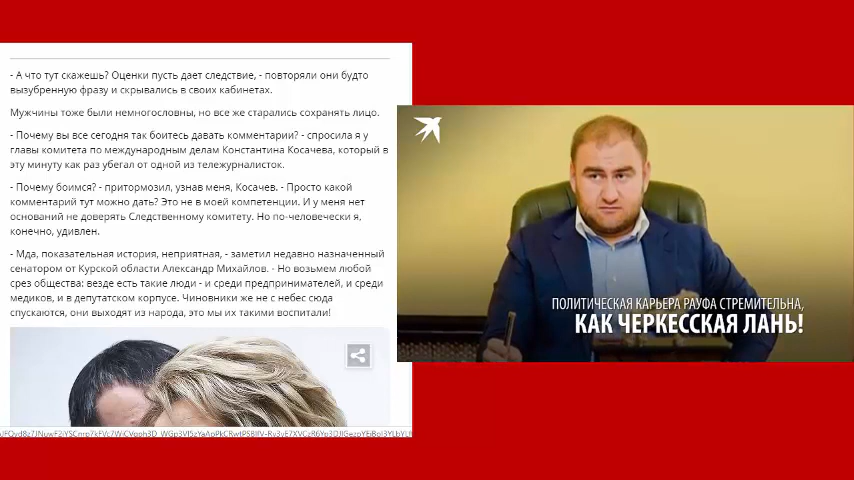 - А что тут скажешь? Оценки пусть дает следствие, - повторяли они будто
вызубренную фразу и скрывались в своих кабинетах.
Мужчины тоже были немногословны, но все же старались сохранять лицо.
- Почему вы все сегодня так боитесь давать комментарии? - спросила я у
главы комитета по международным делам Константина Косачева, который в
эту минуту как раз убегал от одной из тележурналисток.
- Почему боимся? - притормозил, узнав меня, Косачев. - Просто какой
комментарий тут можно дать? Это не в моей компетенции. И у меня нет
оснований не доверять Следственному комитету. Но по-человечески я,
конечно, удивлен.
- Мда, показательная история, неприятная, - заметил недавно назначенный
сенатором от Курской области Александр Михайлов. - Но возьмем любой
срез общества: везде есть такие люди - и среди предпринимателей, и среди
медиков, и в депутатском корпусе. Чиновники же не с небес сюда
спускаются, они выходят из народа, это мы их такими воспитали!
ПОЛИТИЧЕСКАЯ КАРЬЕРА РАУФА СТРЕМИТЕЛЬНА,
КАК ЧЕРКЕССКАЯ ЛАНЬ!